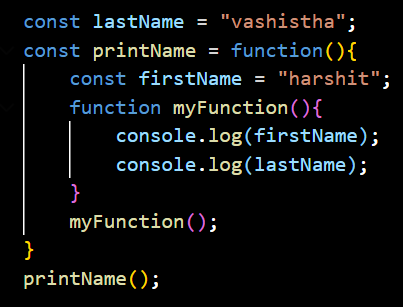 const lastName = "vashistha";
const printName = function(){
    const firstName = "harshit";
    function myFunction(){
        console.log(firstName);
        console.log(lastName);
    }
    myFunction();
}
printName();